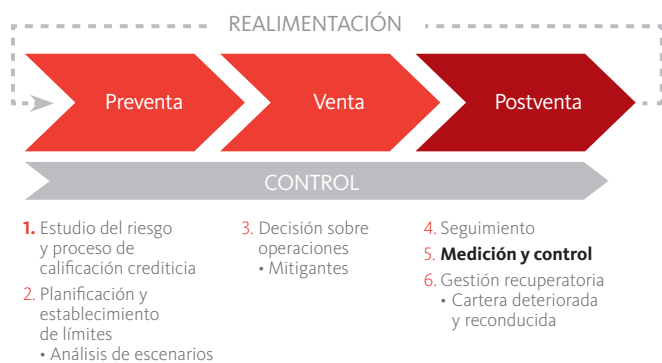 REALIMENTACIÓN
Preventa
Venta
Postventa
CONTROL
1. Estudio del riesgo
y proceso de
calificación crediticia
2. Planificación y
establecimiento
de límites
• Análisis de escenarios
3. Decisión sobre
operaciones
• Mitigantes
4. Seguimiento
5. Medición y control
6. Gestión recuperatoria
• Cartera deteriorada
y reconducida